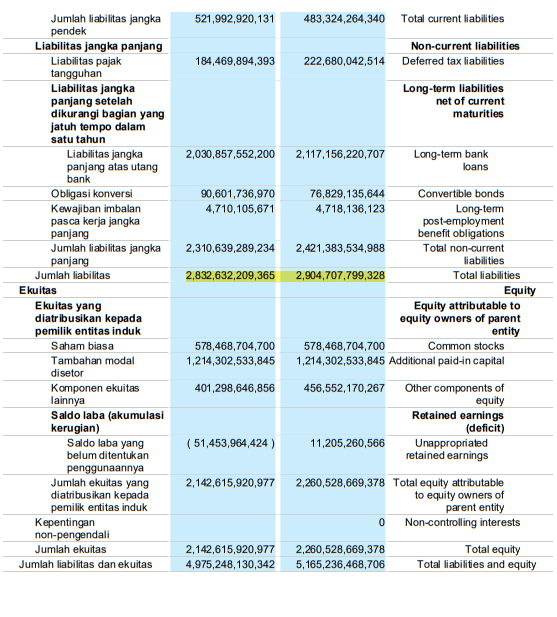 Jumlah liabilitas jangka 521,992,920,131 483,324,264,340 Total current liabilities
pendek
Liabilitas jangka panjang Non-current liabilities
Liabilitas pajak 184,469,894,393 222,680,042,514 Deferred tax liabilities
tangguhan
Liabilitas jangka Long-term liabilities
panjang setelah net of current
dikurangi bagian yang maturities
jatuh tempo dalam
satu tahun
Liabilitas jangka 2,030,857,552,200 2,117,156,220,707 Long-term bank
panjang atas utang loans
bank
Obligasi konversi 90,601,736,970 76,829,135,644 Convertible bonds
Kewajiban imbalan 4,710,105,671 4,718,136,123 Long-term
pasca kerja jangka post-employment
panjang benefit obligations
Jumlah liabilitas jangka 2,310,639,289,234 2,421,383,534,988 Total non-current
panjang liabilities
Jumlah liabilitas 2,832,632,209,365 2,904,707,799,328 Total liabilities
Ekuitas Equity
Ekuitas yang Equity attributable to
diatribusikan kepada equity owners of parent
pemilik entitas induk entity
Saham biasa 578,468,704,700 578,468,704,700 Common stocks
Tambahan modal 1,214,302,533,845 1,214,302,533,845 Additional paid-in capital
disetor
Komponen ekuitas 401,298,646,856 456,552,170,267 Other components of
lainnya equity
Saldo laba (akumulasi Retained earnings
kerugian) (deficit)
Saldo laba yang ( 51,453,964,424 ) 11,205,260,566 Unappropriated
belum ditentukan retained earnings
penggunaannya
Jumlah ekuitas yang 2,142,615,920,977 2,260,528,669,378 Total equity attributable
diatribusikan kepada to equity owners of
pemilik entitas induk parent entity
Kepentingan 0 Non-controlling interests
non-pengendali
Jumlah ekuitas 2,142,615,920,977 2,260,528,669,378 Total equity
Jumlah liabilitas dan ekuitas 4,975,248,130,342 5,165,236,468,706 Total liabilities and equity